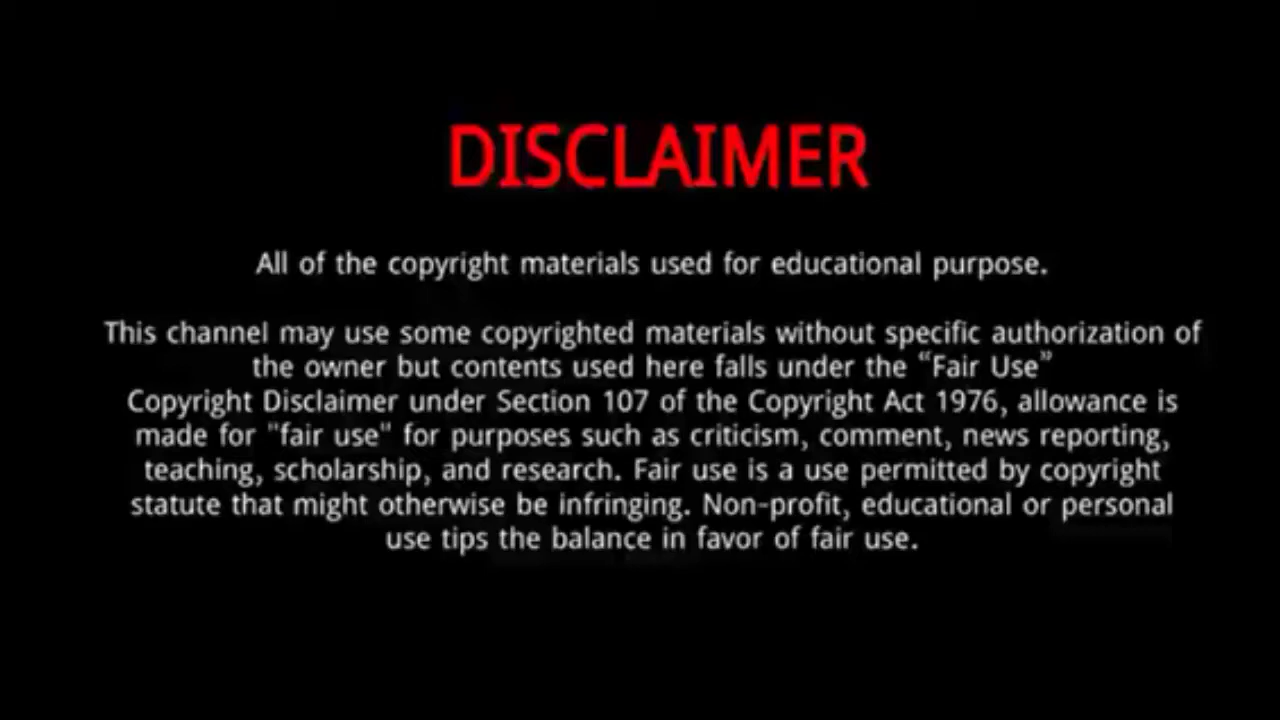 DISCLAIMER
All of the copyright materials used for educational purpose.
This channel may use some copyrighted materials without specific authorization of
the owner but contents used here falls under the “Fair Use”
Copyright Disclaimer under Section 107 of the Copyright Act 1976, allowance is
made for "fair use" for purposes such as criticism, comment, news reporting,
teaching, scholarship, and research. Fair use is a use permitted by copyright
statute that might otherwise be infringing. Non-profit, educational or personal
use tips the balance in favor of fair use.